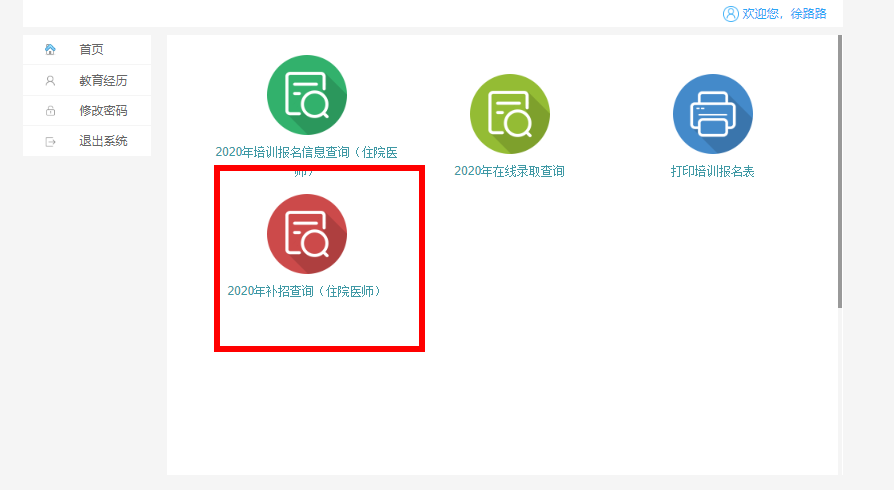 欢迎您，徐路路
首页
教育经历
修改密码
退出系统
2020年培训报名信息查询（住院医
师）
2020年在线录取查询
打印培训报名表
2020年补招查询（住院医师）